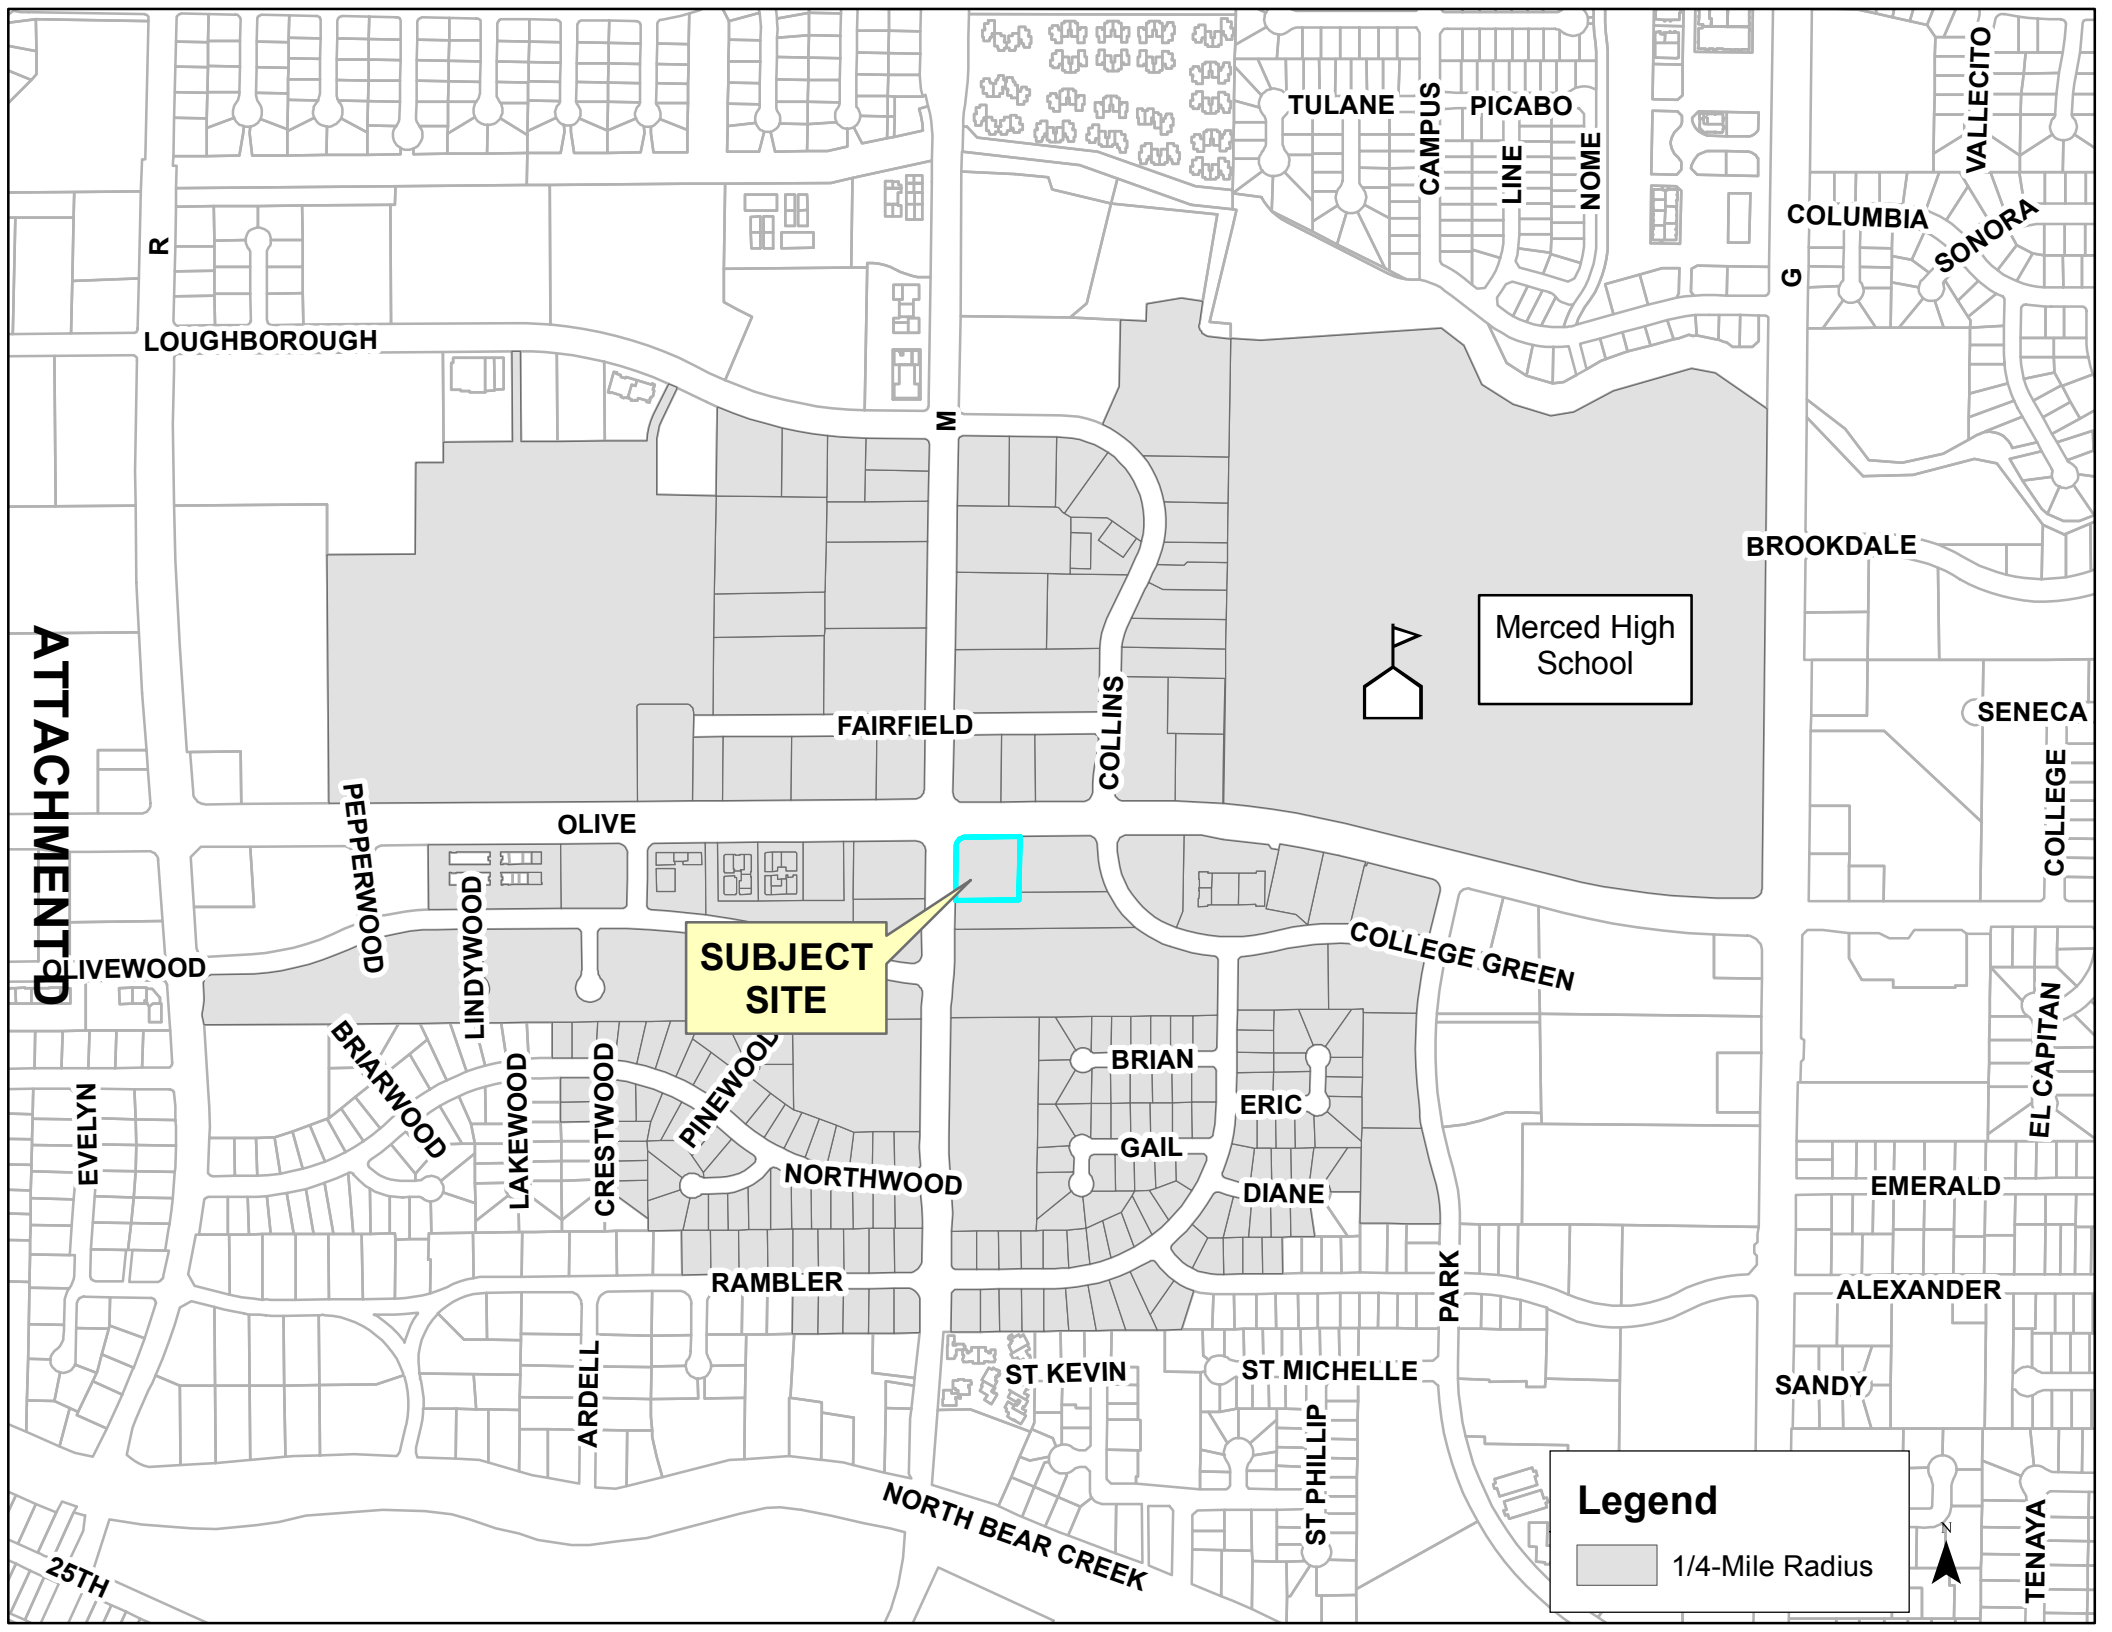 TULANE
CAMPUS
PICABO
LINE
NOME
VALLECITO
COLUMBIA
SONORA
R
G
LOUGHBOROUGH
M
BROOKDALE
ATTACHMENT D
Merced High
School
SENECA
COLLINS
FAIRFIELD
COLLEGE
PEPPERWOOD
OLIVE
LINDYWOOD
SUBJECT
SITE
COLLEGE GREEN
OLIVEWOOD
EL CAPITAN
BRIARWOOD
LAKEWOOD
CRESTWOOD
PINEWOOD
BRIAN
ERIC
EVELYN
GAIL
NORTHWOOD
DIANE
EMERALD
RAMBLER
PARK
ALEXANDER
ARDELL
ST KEVIN
ST MICHELLE
SANDY
ST PHILLIP
NORTH BEAR CREEK
25TH
TENAYA
Legend
1/4-Mile Radius
N